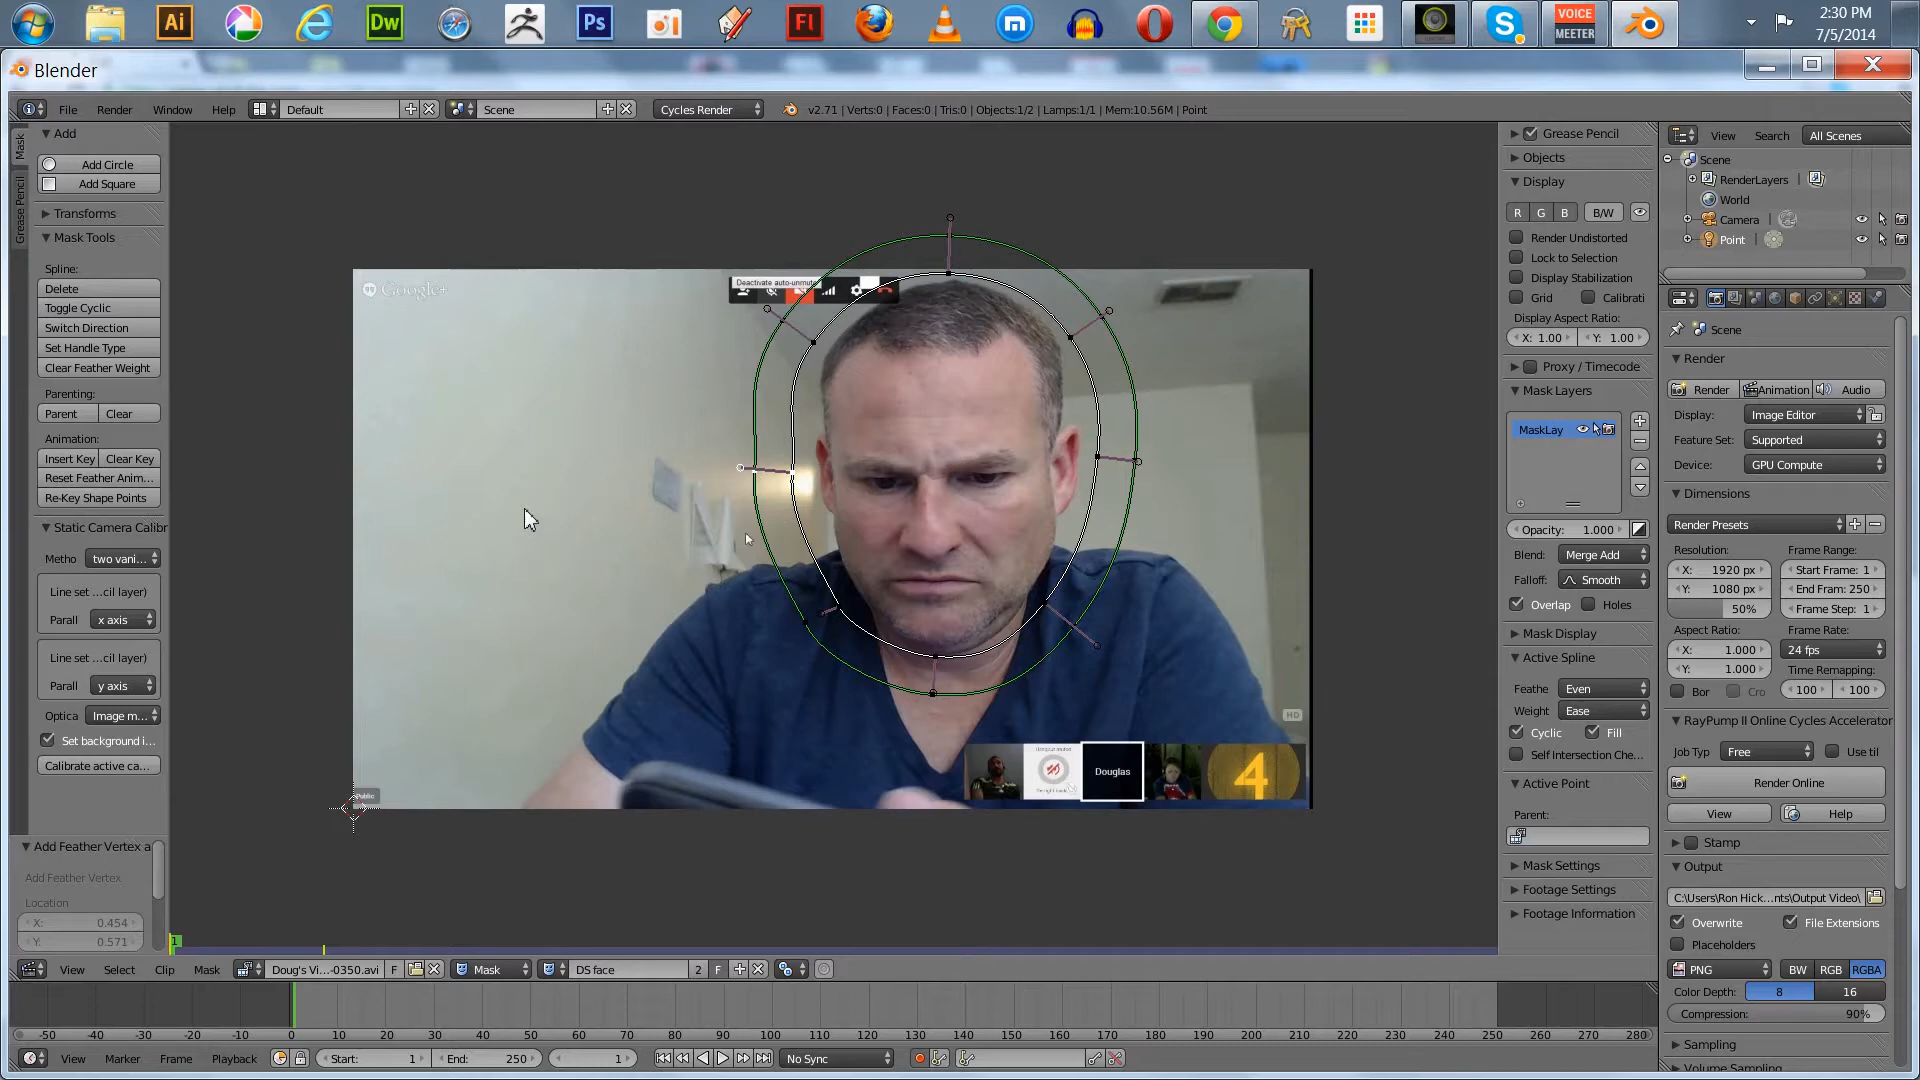 Ai
Dw
Ps
Fl
VOICE
MEETER
2:30 PM
7/5/2014
Blender
File Render Window Help Default Scene Cycles Render v2.71 | Verts:0 | Faces:0 | Tris:0 | Objects:1/2 | Lamps:1/1 | Mem:10.56M | Point
Mask
Grease Pencil
Add
Add Circle
Add Square
Transforms
Mask Tools
Spline:
Delete
Toggle Cyclic
Switch Direction
Set Handle Type
Clear Feather Weight
Parenting:
Parent Clear
Animation:
Insert Key Clear Key
Reset Feather Anim...
Re-Key Shape Points
Static Camera Calibr
Metho two vani...
Line set ...cil layer)
Parall x axis
Line set ...cil layer)
Parall y axis
Optica Image m...
Set background i...
Calibrate active ca...
Add Feather Vertex a
Add Feather Vertex
Location
X: 0.454
Y: 0.571
Google+
Deactivate auto-unmute
HD
Douglas
4
Public
1
Grease Pencil
Objects
Display
R G B B/W
Render Undistorted
Lock to Selection
Display Stabilization
Grid Calibrati
Display Aspect Ratio:
X: 1.00 Y: 1.00
Proxy / Timecode
Mask Layers
MaskLay
Opacity: 1.000
Blend: Merge Add
Falloff: Smooth
Overlap Holes
Mask Display
Active Spline
Feathe Even
Weight Ease
Cyclic Fill
Self Intersection Che...
Active Point
Parent:
Mask Settings
Footage Settings
Footage Information
View Search All Scenes
Scene
RenderLayers
World
Camera
Point
Scene
Render
Render Animation Audio
Display: Image Editor
Feature Set: Supported
Device: GPU Compute
Dimensions
Render Presets
Resolution: Frame Range:
X: 1920 px Start Frame: 1
Y: 1080 px End Fram: 250
50% Frame Step: 1
Aspect Ratio: Frame Rate:
X: 1.000 24 fps
Y: 1.000 Time Remapping:
Bor Cro 100 100
RayPump II Online Cycles Accelerator
Job Typ Free Use til
Render Online
View Help
Stamp
Output
C:\Users\Ron Hick...nts\Output Video\
Overwrite File Extensions
Placeholders
PNG BW RGB RGBA
Color Depth: 8 16
Compression: 90%
Sampling
Volume Sampling
View Select Clip Mask Doug's Vi...-0350.avi F Mask DS face 2 F
-50 -40 -30 -20 -10 0 10 20 30 40 50 60 70 80 90 100 110 120 130 140 150 160 170 180 190 200 210 220 230 240 250 260 270 280
View Marker Frame Playback Start: 1 End: 250 1 No Sync